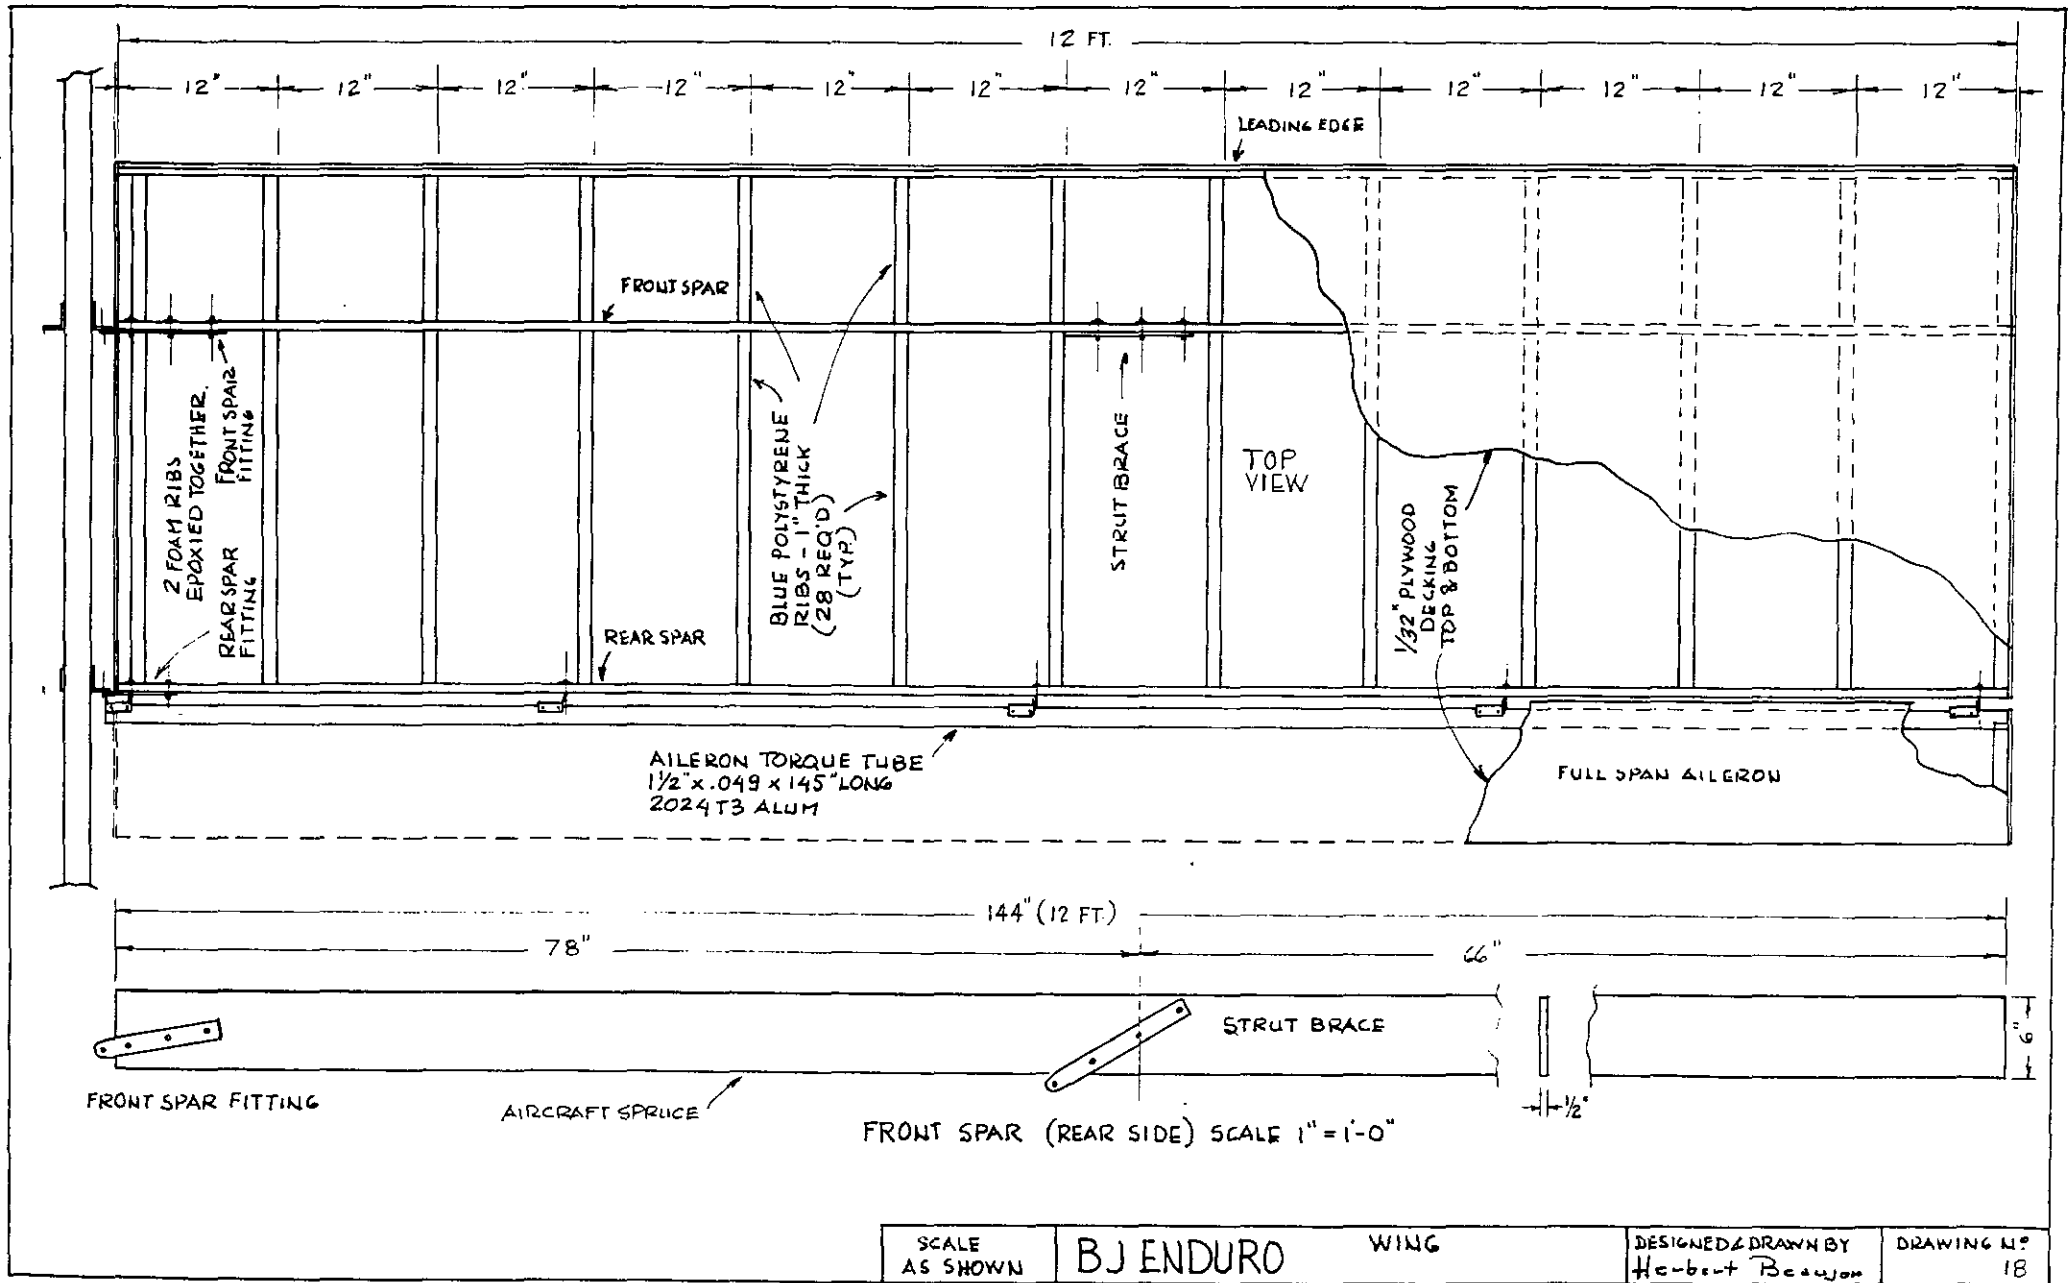 12 FT.
12" 12" 12" 12" 12" 12" 12" 12" 12" 12" 12" 12"
LEADING EDGE
FRONT SPAR
2 FOAM RIBS
EPOXIED TOGETHER.
FRONT SPAR
FITTING
REAR SPAR
FITTING
BLUE POLYSTYRENE
RIBS - 1" THICK
(28 REQ'D)
(TYP.)
STRUT BRACE
TOP
VIEW
1/32" PLYWOOD
DECKING
TOP & BOTTOM
REAR SPAR
AILERON TORQUE TUBE
1 1/2" x .049 x 145" LONG
2024 T3 ALUM
FULL SPAN AILERON
144" (12 FT.)
78" 66"
STRUT BRACE
6"
1/2"
FRONT SPAR FITTING
AIRCRAFT SPRUCE
FRONT SPAR (REAR SIDE) SCALE 1" = 1'-0"
SCALE
AS SHOWN
BJ ENDURO WING
DESIGNED & DRAWN BY
Herbert Beaujon
DRAWING Nº
18